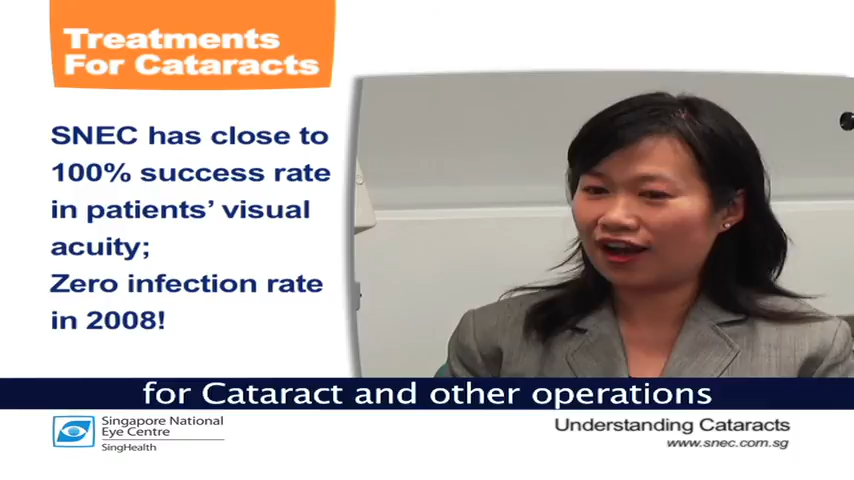 Treatments
For Cataracts
SNEC has close to
100% success rate
in patients’ visual
acuity;
Zero infection rate
in 2008!
for Cataract and other operations
Singapore National
Eye Centre
SingHealth
Understanding Cataracts
www.snec.com.sg